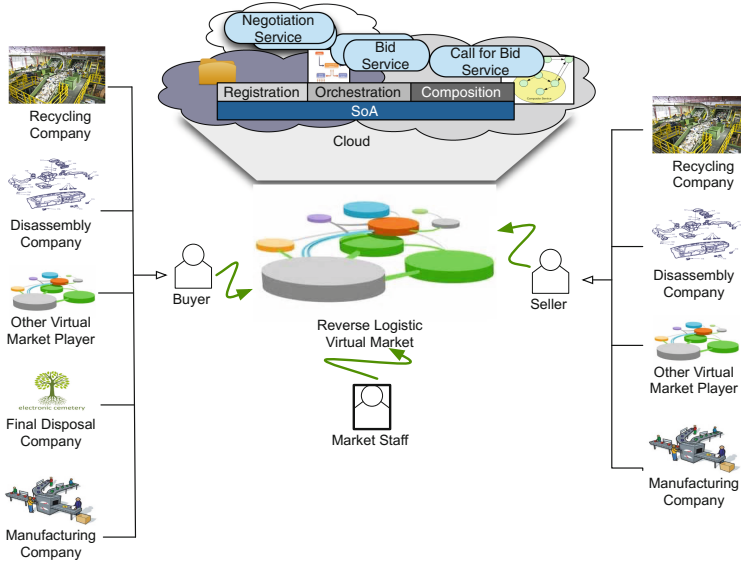 Negotiation
Service
Bid
Service
Call for Bid
Service
Registration
Orchestration
Composition
SoA
Cloud
Recycling
Company
Disassembly
Company
Other Virtual
Market Player
electronic cemetery
Final Disposal
Company
Manufacturing
Company
Buyer
Reverse Logistic
Virtual Market
Market Staff
Seller
Recycling
Company
Disassembly
Company
Other Virtual
Market Player
Manufacturing
Company